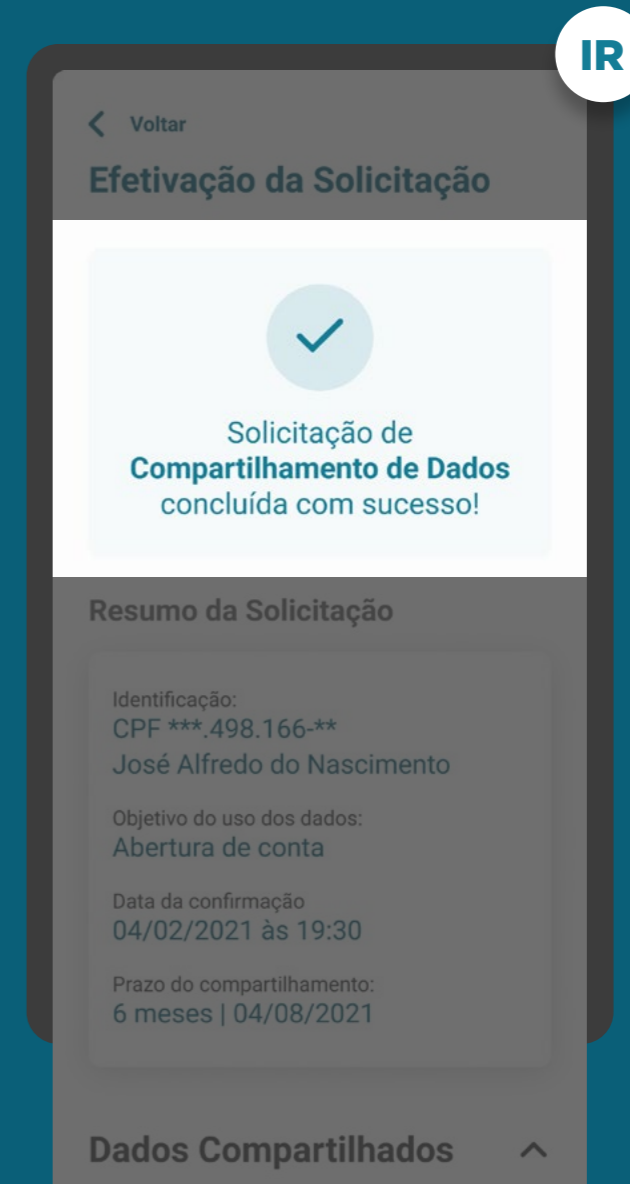 IR
Voltar
Efetivação da Solicitação
Solicitação de
Compartilhamento de Dados
concluída com sucesso!
Resumo da Solicitação
Identificação:
CPF ***.498.166-**
José Alfredo do Nascimento
Objetivo do uso dos dados:
Abertura de conta
Data da confirmação
04/02/2021 às 19:30
Prazo do compartilhamento:
6 meses | 04/08/2021
Dados Compartilhados